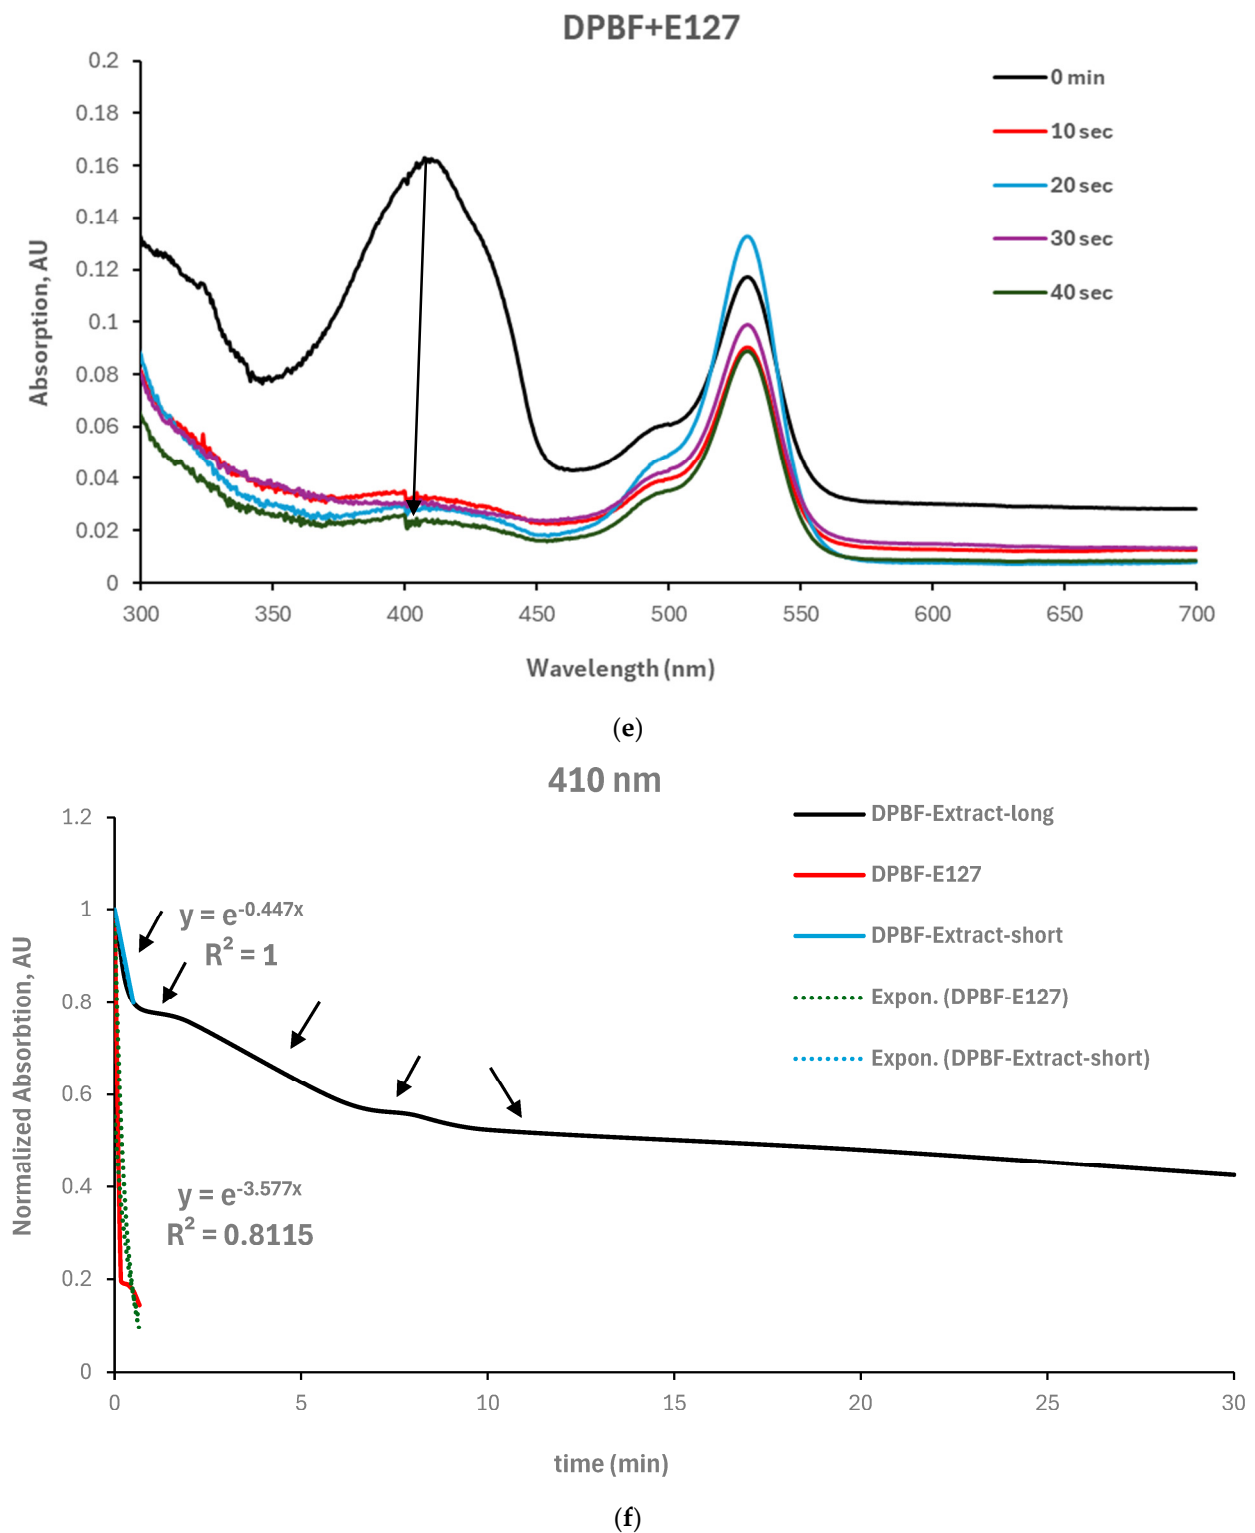 DPBF+E127
0.2
0.18
0.16
0.14
0.12
0.1
0.08
0.06
0.04
0.02
0
Absorption, AU
0 min
10 sec
20 sec
30 sec
40 sec
300 350 400 450 500 550 600 650 700
Wavelength (nm)
(e)
410 nm
1.2
1
0.8
0.6
0.4
0.2
0
Normalized Absorbtion, AU
DPBF-Extract-long
DPBF-E127
DPBF-Extract-short
Expon. (DPBF-E127)
Expon. (DPBF-Extract-short)
y = e^-0.447x
R² = 1
y = e^-3.577x
R² = 0.8115
0 5 10 15 20 25 30
time (min)
(f)